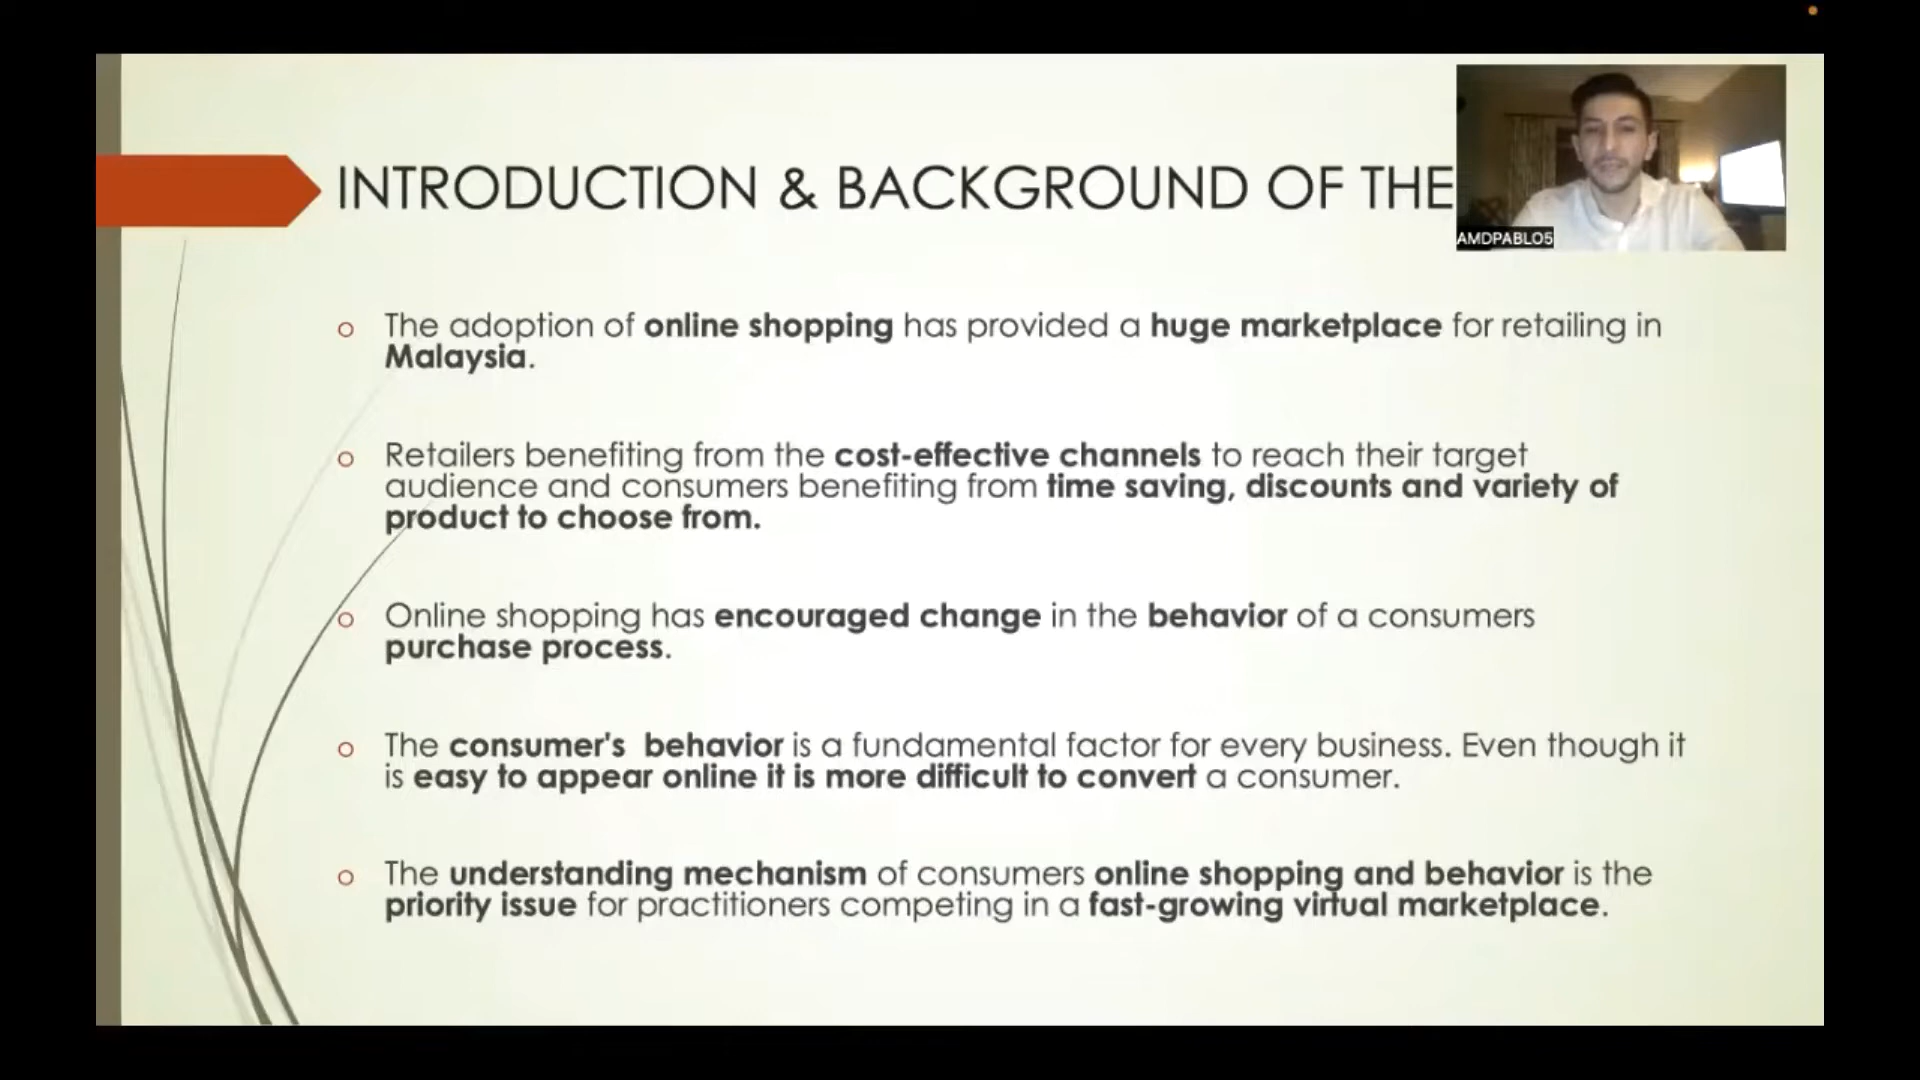 INTRODUCTION & BACKGROUND OF THE
AMDPABLO5
The adoption of online shopping has provided a huge marketplace for retailing in
Malaysia.
Retailers benefiting from the cost-effective channels to reach their target
audience and consumers benefiting from time saving, discounts and variety of
product to choose from.
Online shopping has encouraged change in the behavior of a consumers
purchase process.
The consumer's  behavior is a fundamental factor for every business. Even though it
is easy to appear online it is more difficult to convert a consumer.
The understanding mechanism of consumers online shopping and behavior is the
priority issue for practitioners competing in a fast-growing virtual marketplace.